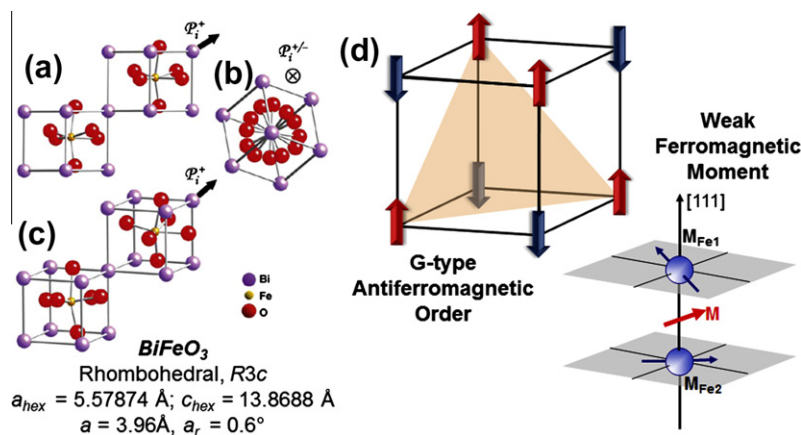 (a)
𝒫ᵢ⁺
(b)
𝒫ᵢ⁺ᐟ⁻
(c)
𝒫ᵢ⁺
Bi
Fe
O
BiFeO₃
Rhombohedral, R3c
a_hex = 5.57874 Å; c_hex = 13.8688 Å
a = 3.96Å, a_r = 0.6°
(d)
G-type
Antiferromagnetic
Order
Weak
Ferromagnetic
Moment
[111]
M_Fe1
M
M_Fe2